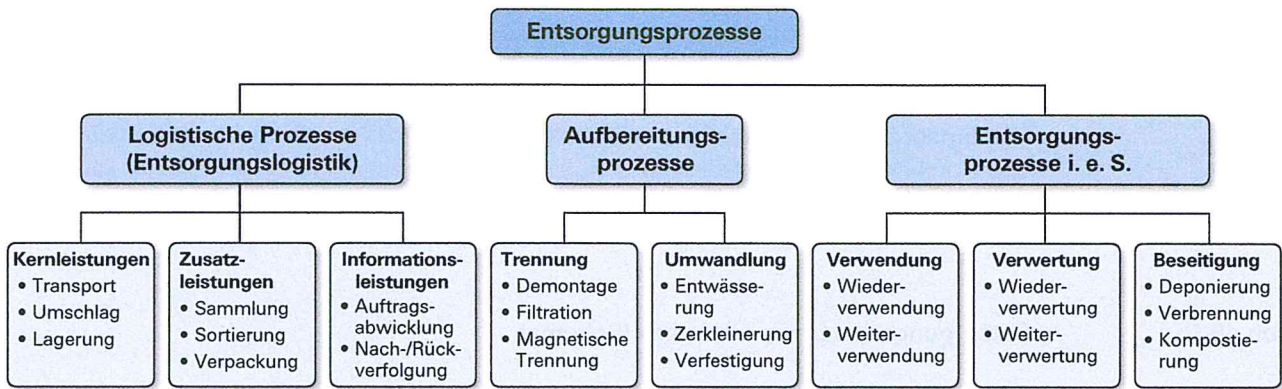 Entsorgungsprozesse
Logistische Prozesse
(Entsorgungslogistik)
Aufbereitungs-
prozesse
Entsorgungs-
prozesse i. e. S.
Kernleistungen
• Transport
• Umschlag
• Lagerung
Zusatz-
leistungen
• Sammlung
• Sortierung
• Verpackung
Informations-
leistungen
• Auftrags-
abwicklung
• Nach-/Rück-
verfolgung
Trennung
• Demontage
• Filtration
• Magnetische
Trennung
Umwandlung
• Entwässe-
rung
• Zerkleinerung
• Verfestigung
Verwendung
• Wieder-
verwendung
• Weiter-
verwendung
Verwertung
• Wieder-
verwertung
• Weiter-
verwertung
Beseitigung
• Deponierung
• Verbrennung
• Kompostie-
rung